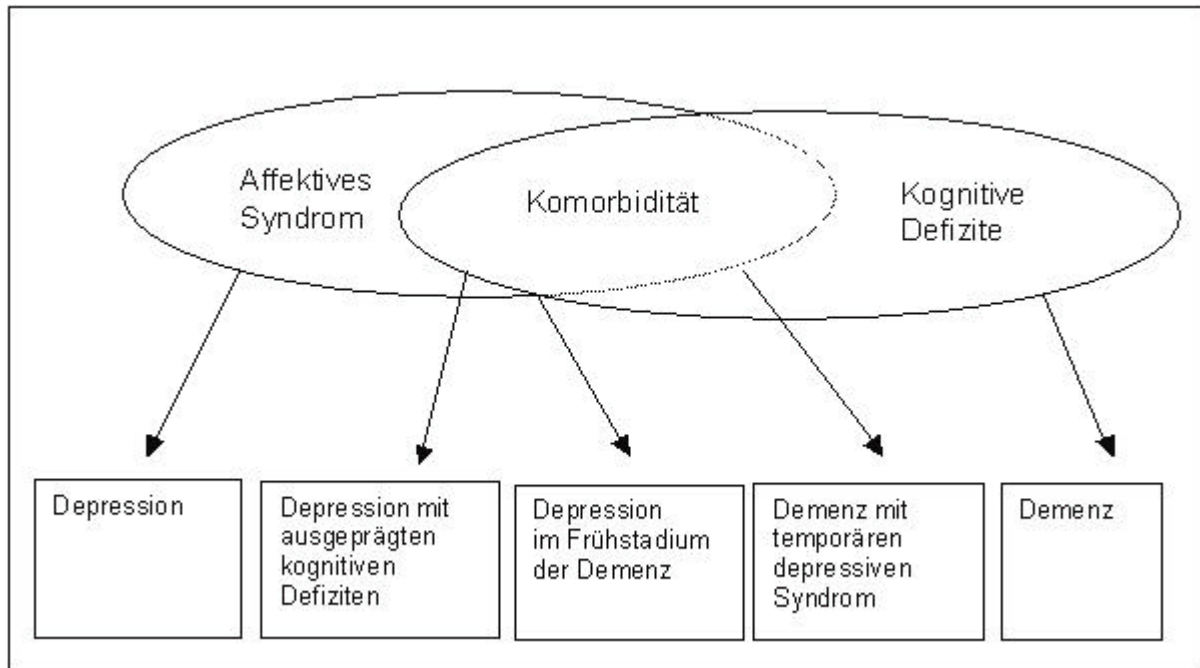 Affektives
Syndrom
Komorbidität
Kognitive
Defizite
Depression
Depression mit
ausgeprägten
kognitiven
Defiziten
Depression
im Frühstadium
der Demenz
Demenz mit
temporären
depressiven
Syndrom
Demenz